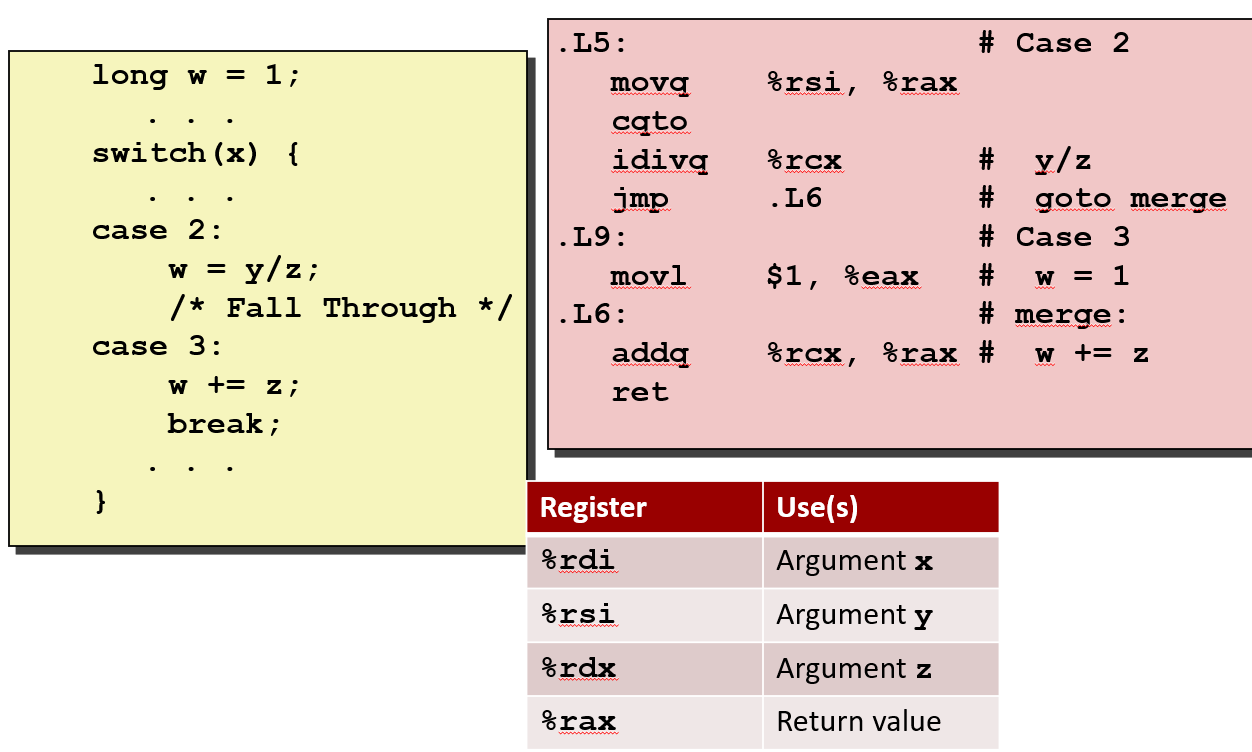 long w = 1;
. . .
switch(x) {
. . .
case 2:
w = y/z;
/* Fall Through */
case 3:
w += z;
break;
. . .
}
.L5: # Case 2
movq %rsi, %rax
cqto
idivq %rcx # y/z
jmp .L6 # goto merge
.L9: # Case 3
movl $1, %eax # w = 1
.L6: # merge:
addq %rcx, %rax # w += z
ret
Register Use(s)
%rdi Argument x
%rsi Argument y
%rdx Argument z
%rax Return value